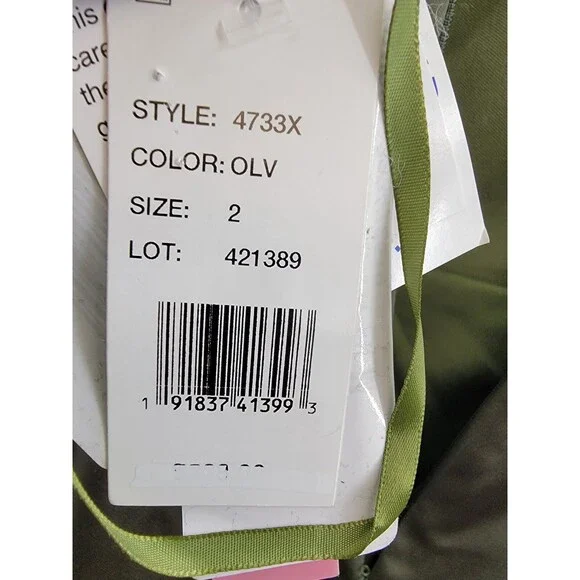 his
care
the
g
STYLE: 4733X
COLOR: OLV
SIZE: 2
LOT: 421389
1 91837 41399 3